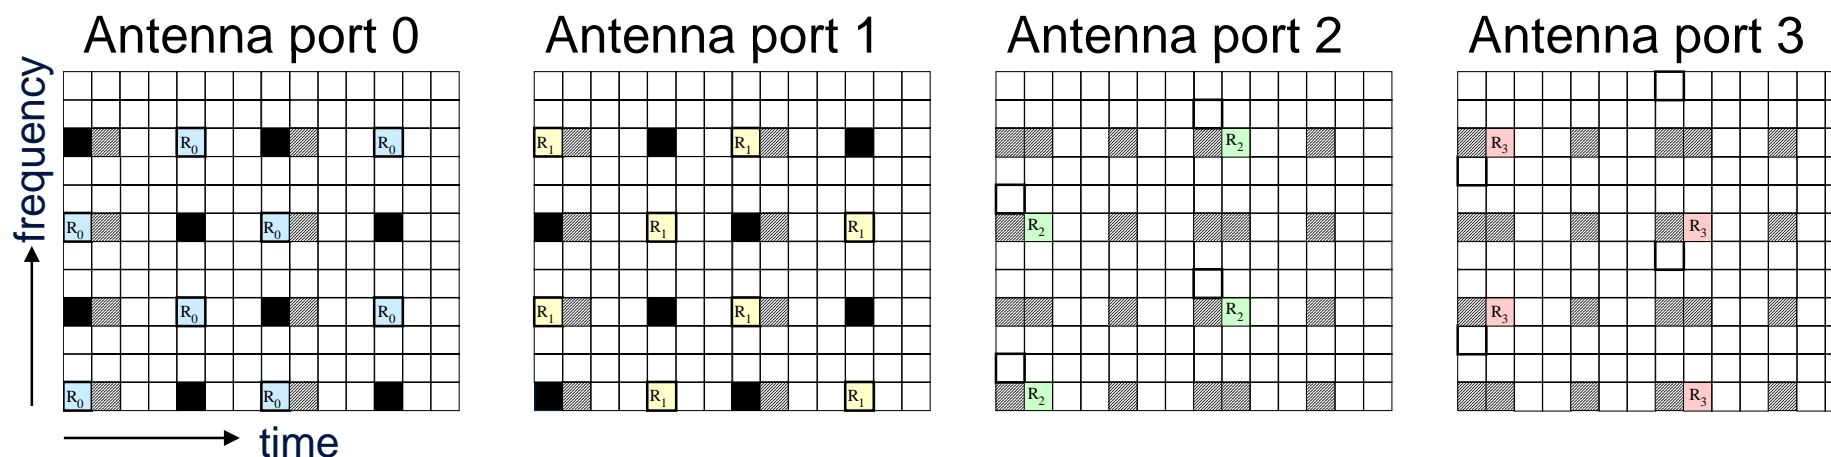 Antenna port 0 Antenna port 1 Antenna port 2 Antenna port 3
frequency
R0 R0 R1 R1 R2 R3
R0 R0 R1 R1 R2 R3
R0 R0 R1 R1 R2 R3
R0 R0 R1 R1 R2 R3
time